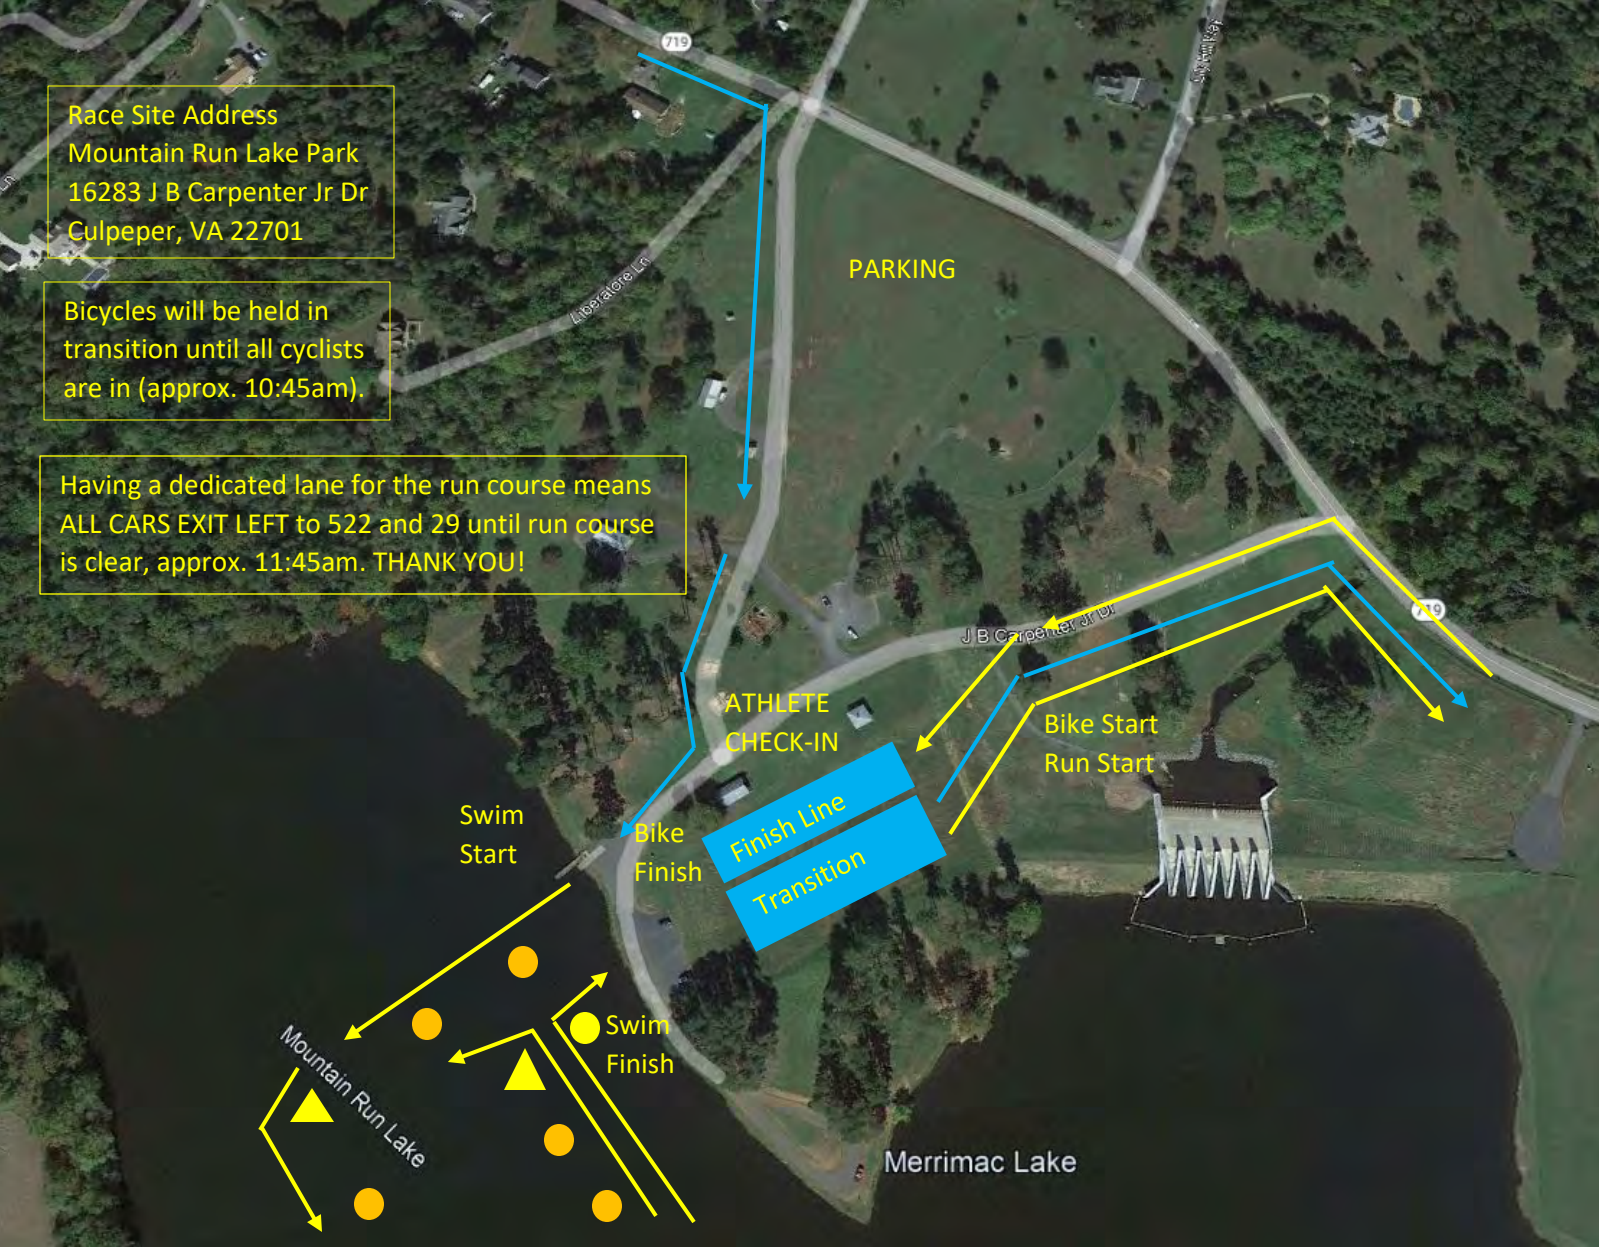 719
Race Site Address
Mountain Run Lake Park
16283 J B Carpenter Jr Dr
Culpeper, VA 22701
Ln
PARKING
Liberatore Ln
Bicycles will be held in
transition until all cyclists
are in (approx. 10:45am).
Having a dedicated lane for the run course means
ALL CARS EXIT LEFT to 522 and 29 until run course
is clear, approx. 11:45am. THANK YOU!
719
J B Carpenter Jr Dr
ATHLETE
CHECK-IN
Bike Start
Run Start
Swim
Start
Bike
Finish
Finish Line
Transition
Swim
Finish
Mountain Run Lake
Merrimac Lake